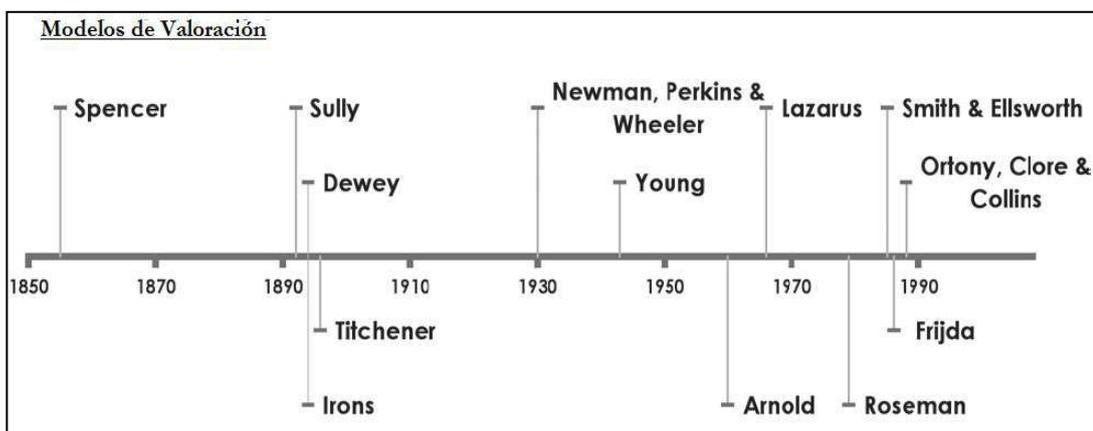 Modelos de Valoración
Spencer
Sully
Newman, Perkins &
Wheeler
Lazarus
Smith & Ellsworth
Dewey
Young
Ortony, Clore &
Collins
1850
1870
1890
1910
1930
1950
1970
1990
Titchener
Frijda
Irons
Arnold
Roseman